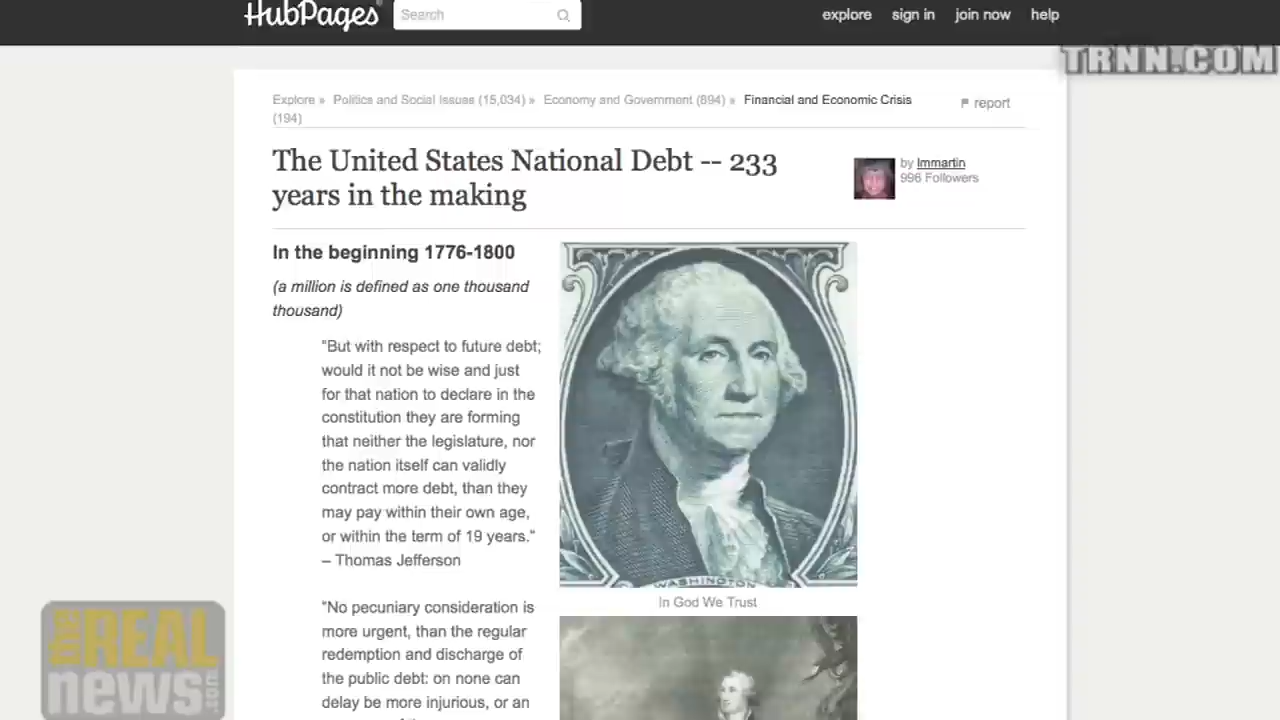 HubPages
Search
explore sign in join now help
TRNN.COM
Explore » Politics and Social Issues (15,034) » Economy and Government (894) » Financial and Economic Crisis
(194)
report
The United States National Debt -- 233
years in the making
by lmmartin
996 Followers
In the beginning 1776-1800
(a million is defined as one thousand
thousand)
"But with respect to future debt;
would it not be wise and just
for that nation to declare in the
constitution they are forming
that neither the legislature, nor
the nation itself can validly
contract more debt, than they
may pay within their own age,
or within the term of 19 years."
– Thomas Jefferson
"No pecuniary consideration is
more urgent, than the regular
redemption and discharge of
the public debt: on none can
delay be more injurious, or an
WASHINGTON
In God We Trust
the REAL
news.com